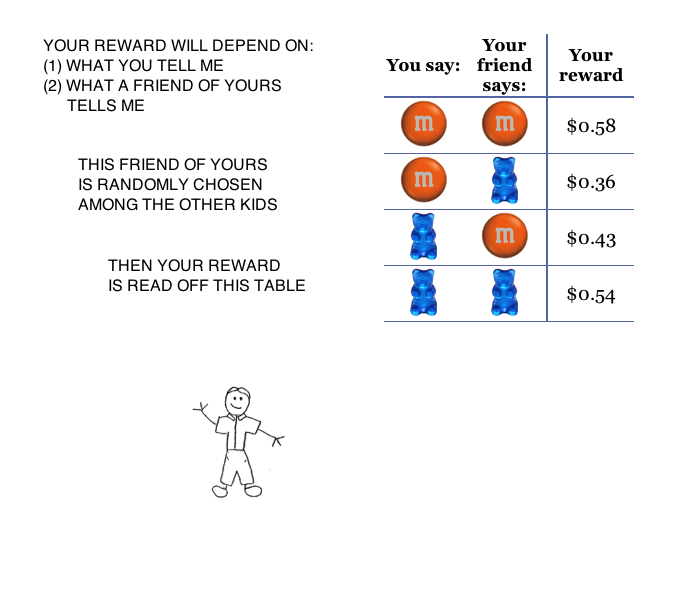 YOUR REWARD WILL DEPEND ON:
(1) WHAT YOU TELL ME
(2) WHAT A FRIEND OF YOURS
TELLS ME
THIS FRIEND OF YOURS
IS RANDOMLY CHOSEN
AMONG THE OTHER KIDS
THEN YOUR REWARD
IS READ OFF THIS TABLE
You say:
Your
friend
says:
Your
reward
m m $0.58
m $0.36
m $0.43
$0.54